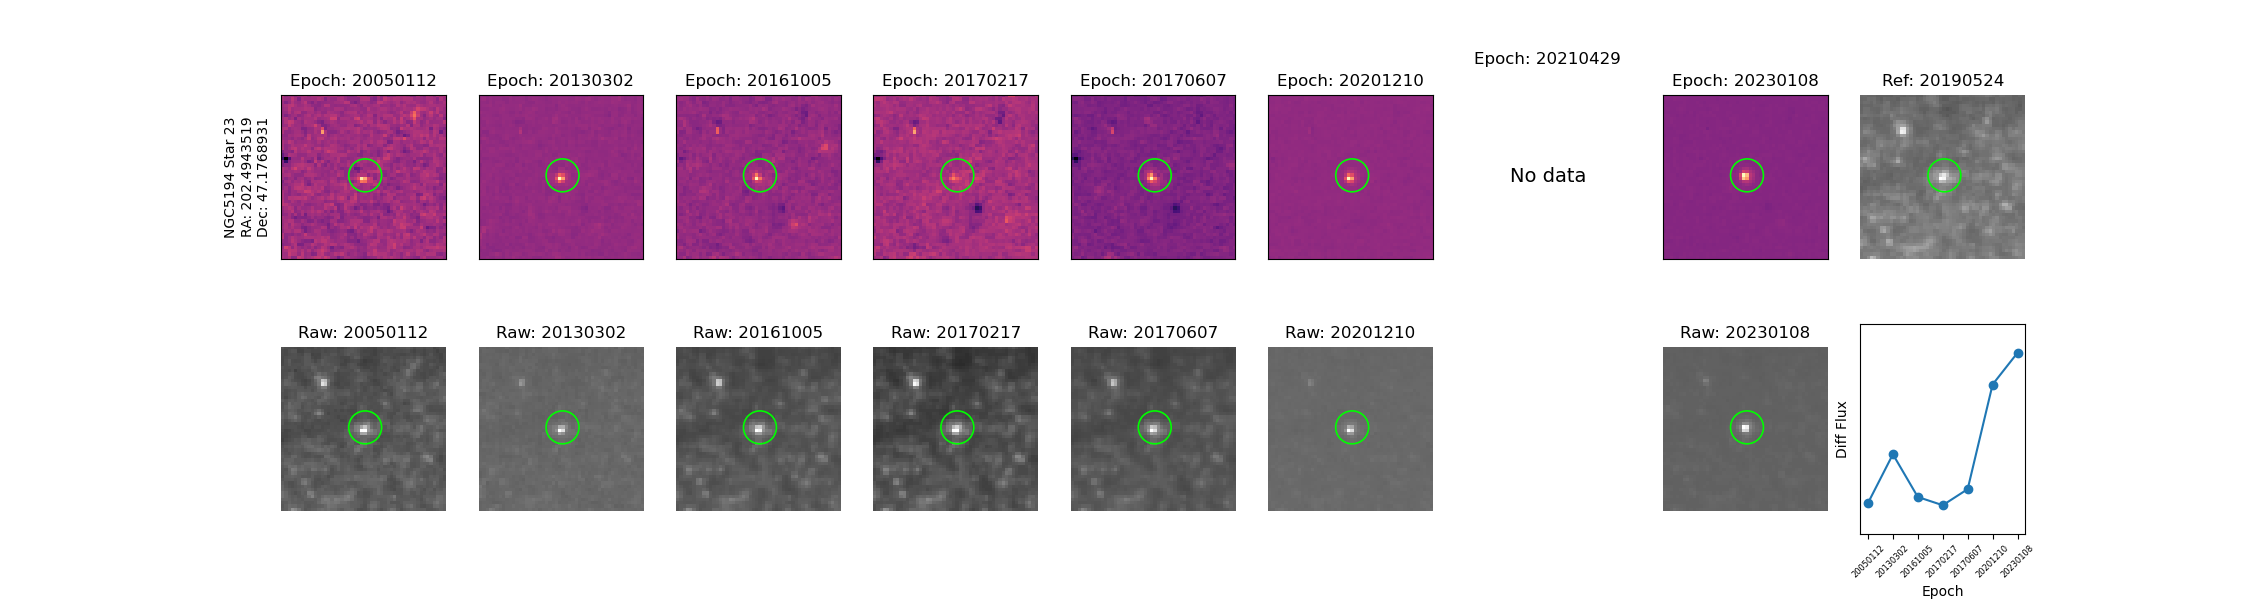 Epoch: 20210429
Epoch: 20050112
Epoch: 20130302
Epoch: 20161005
Epoch: 20170217
Epoch: 20170607
Epoch: 20201210
Epoch: 20230108
Ref: 20190524
NGC5194 Star 23
RA: 202.4943519
Dec: 47.1768931
No data
Raw: 20050112
Raw: 20130302
Raw: 20161005
Raw: 20170217
Raw: 20170607
Raw: 20201210
Raw: 20230108
Diff Flux
20050112
20130302
20161005
20170217
20170607
20201210
20230108
Epoch